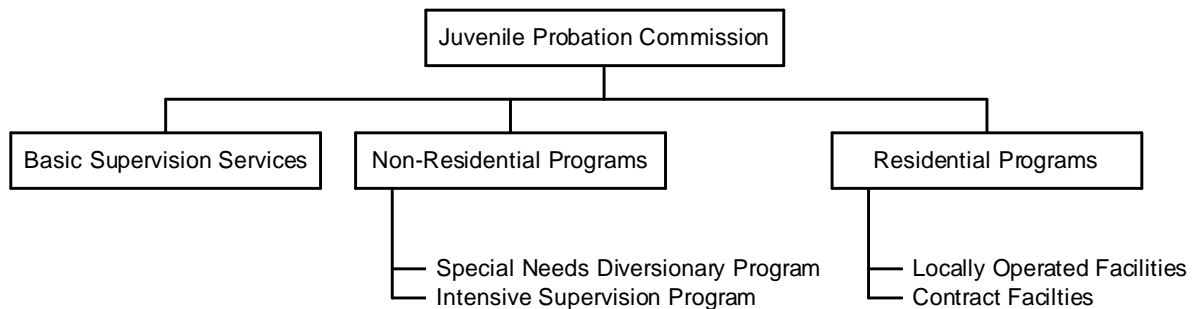 Juvenile Probation Commission
Basic Supervision Services
Non-Residential Programs
Residential Programs
Special Needs Diversionary Program
Intensive Supervision Program
Locally Operated Facilities
Contract Facilties